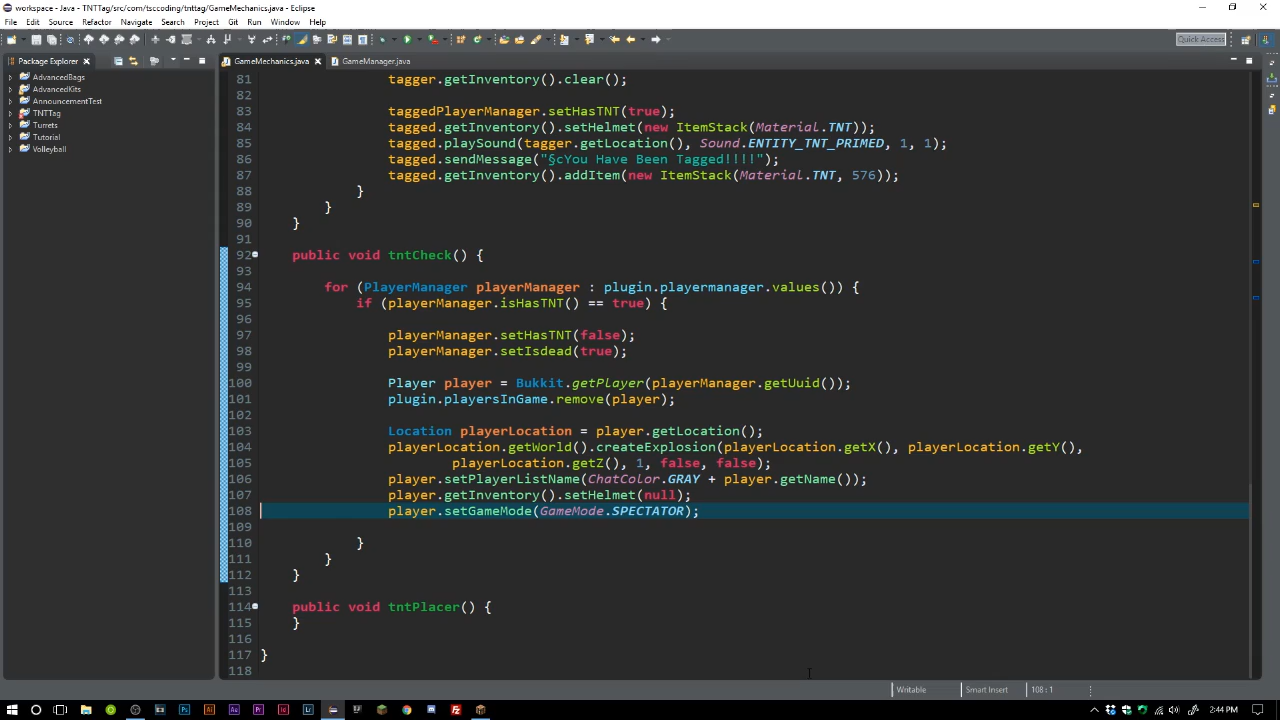 workspace - Java - TNTTag/src/com/tsccoding/tnttag/GameMechanics.java - Eclipse
File Edit Source Refactor Navigate Search Project Git Run Window Help
Quick Access
Package Explorer
GameMechanics.java
GameManager.java
AdvancedBags
AdvancedKits
AnnouncementTest
TNTTag
Turrets
Tutorial
Volleyball
81 tagger.getInventory().clear();
82
83 taggedPlayerManager.setHasTNT(true);
84 tagged.getInventory().setHelmet(new ItemStack(Material.TNT));
85 tagged.playSound(tagger.getLocation(), Sound.ENTITY_TNT_PRIMED, 1, 1);
86 tagged.sendMessage("§cYou Have Been Tagged!!!!");
87 tagged.getInventory().addItem(new ItemStack(Material.TNT, 576));
88 }
89 }
90 }
91
92 public void tntCheck() {
93
94 for (PlayerManager playerManager : plugin.playermanager.values()) {
95 if (playerManager.isHasTNT() == true) {
96
97 playerManager.setHasTNT(false);
98 playerManager.setIsdead(true);
99
100 Player player = Bukkit.getPlayer(playerManager.getUuid());
101 plugin.playersInGame.remove(player);
102
103 Location playerLocation = player.getLocation();
104 playerLocation.getWorld().createExplosion(playerLocation.getX(), playerLocation.getY(),
105 playerLocation.getZ(), 1, false, false);
106 player.setPlayerListName(ChatColor.GRAY + player.getName());
107 player.getInventory().setHelmet(null);
108 player.setGameMode(GameMode.SPECTATOR);
109
110 }
111 }
112 }
113
114 public void tntPlacer() {
115 }
116
117 }
118
Writable Smart Insert 108 : 1
2:44 PM